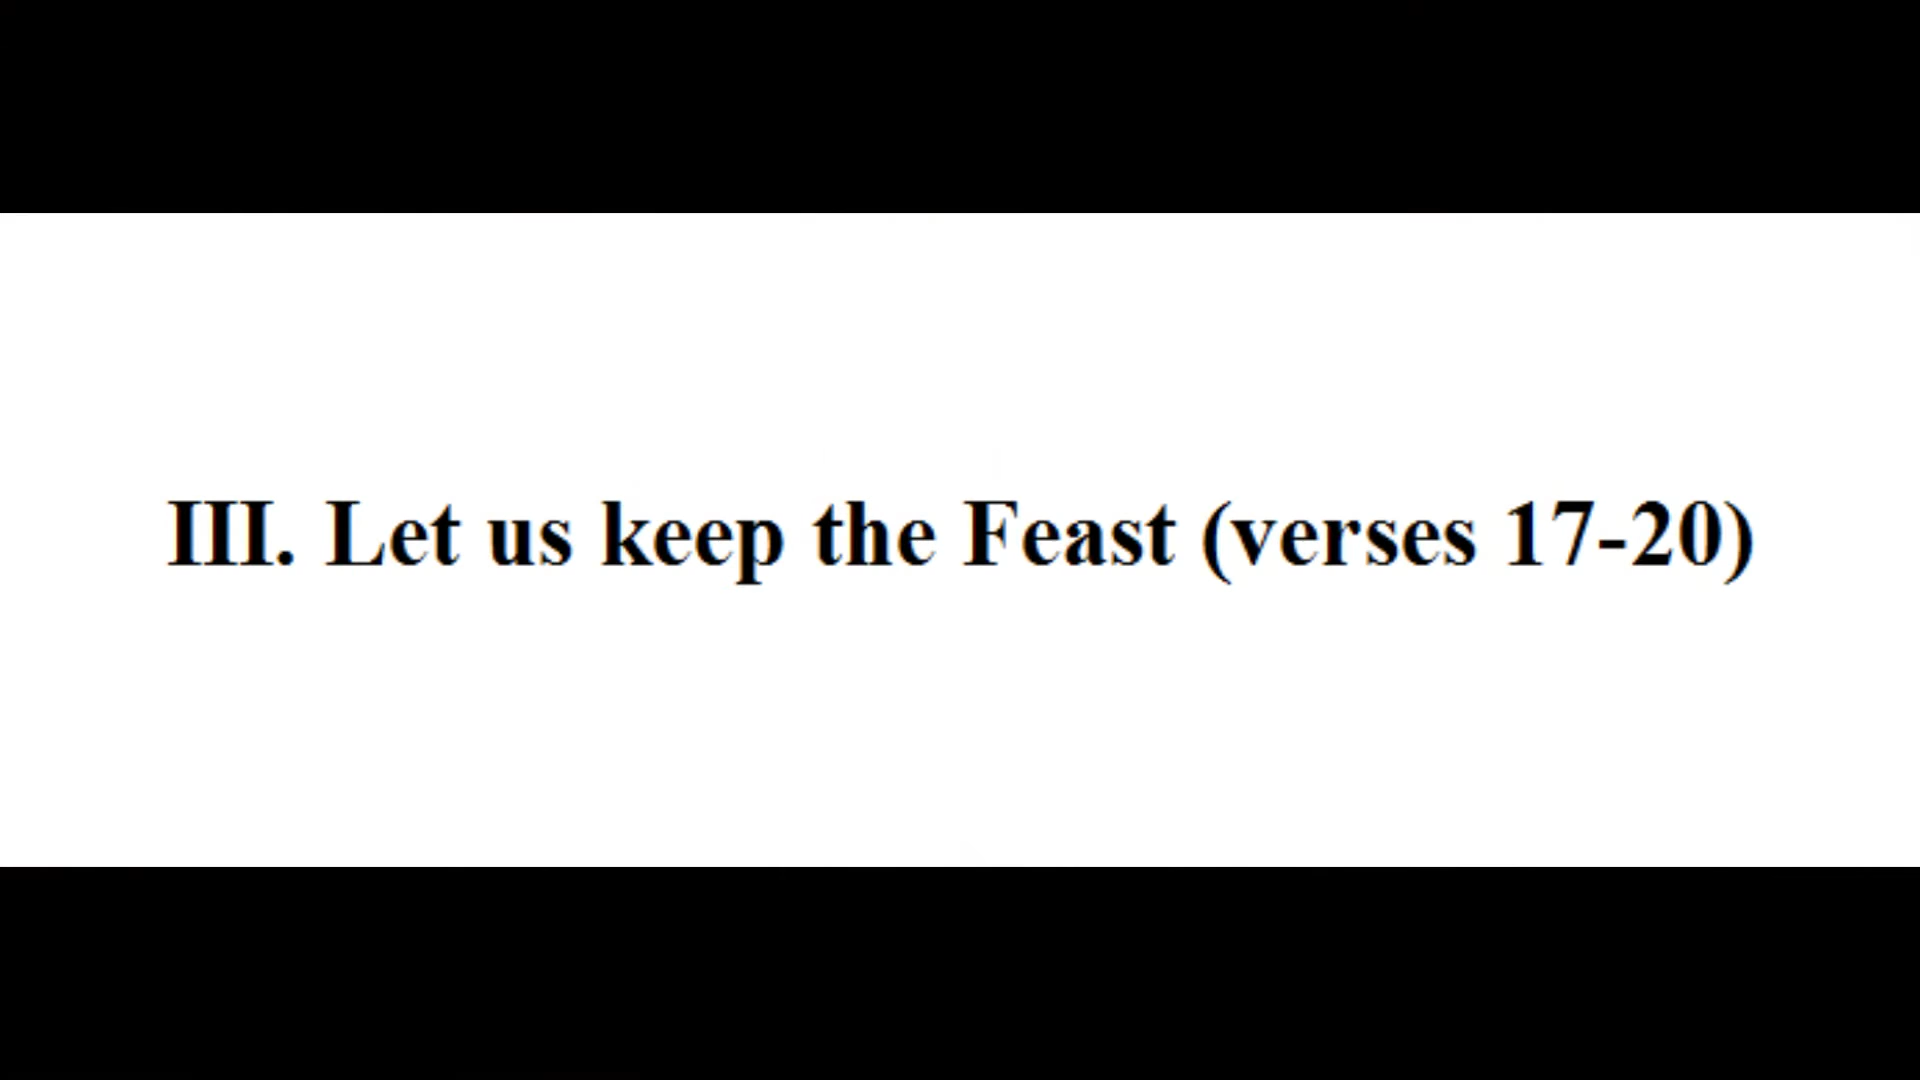 III. Let us keep the Feast (verses 17-20)